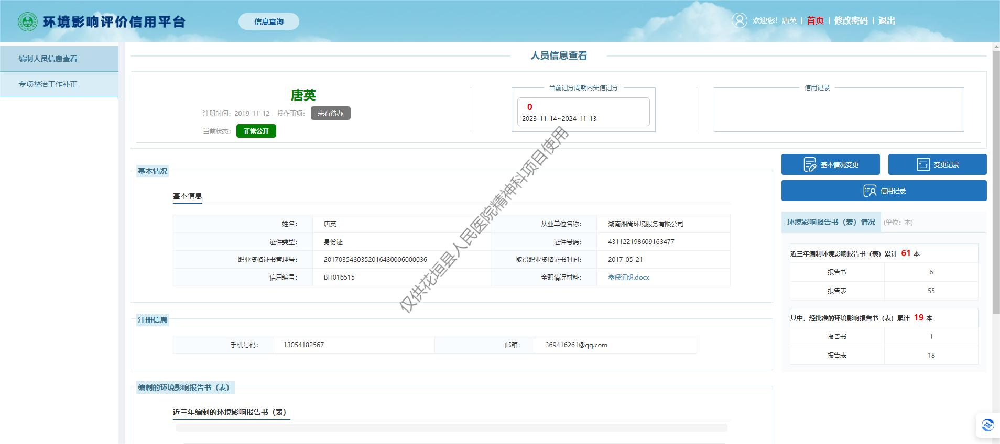 环境影响评价信用平台
信息查询
欢迎您！唐英 | 首页 | 修改密码 | 退出
编制人员信息查看
专项整治工作补正
人员信息查看
唐英
注册时间：2019-11-12 操作事项： 未有待办
当前状态： 正常公开
当前记分周期内失信记分
0
2023-11-14~2024-11-13
信用记录
基本情况变更
变更记录
信用记录
基本情况
基本信息
姓名： 唐英 从业单位名称： 湖南湘尚环境服务有限公司
证件类型： 身份证 证件号码： 431122198609163477
职业资格证书管理号： 2017035430352016430006000036 取得职业资格证书时间： 2017-05-21
信用编号： BH016515 全职情况材料： 参保证明.docx
注册信息
手机号码： 13054182567 邮箱： 369416261@qq.com
编制的环境影响报告书（表）
近三年编制的环境影响报告书（表）
环境影响报告书（表）情况 (单位：本)
近三年编制环境影响报告书（表）累计 61 本
报告书 6
报告表 55
其中，经批准的环境影响报告书（表）累计 19 本
报告书 1
报告表 18
仅供花垣县人民医院精神科项目使用